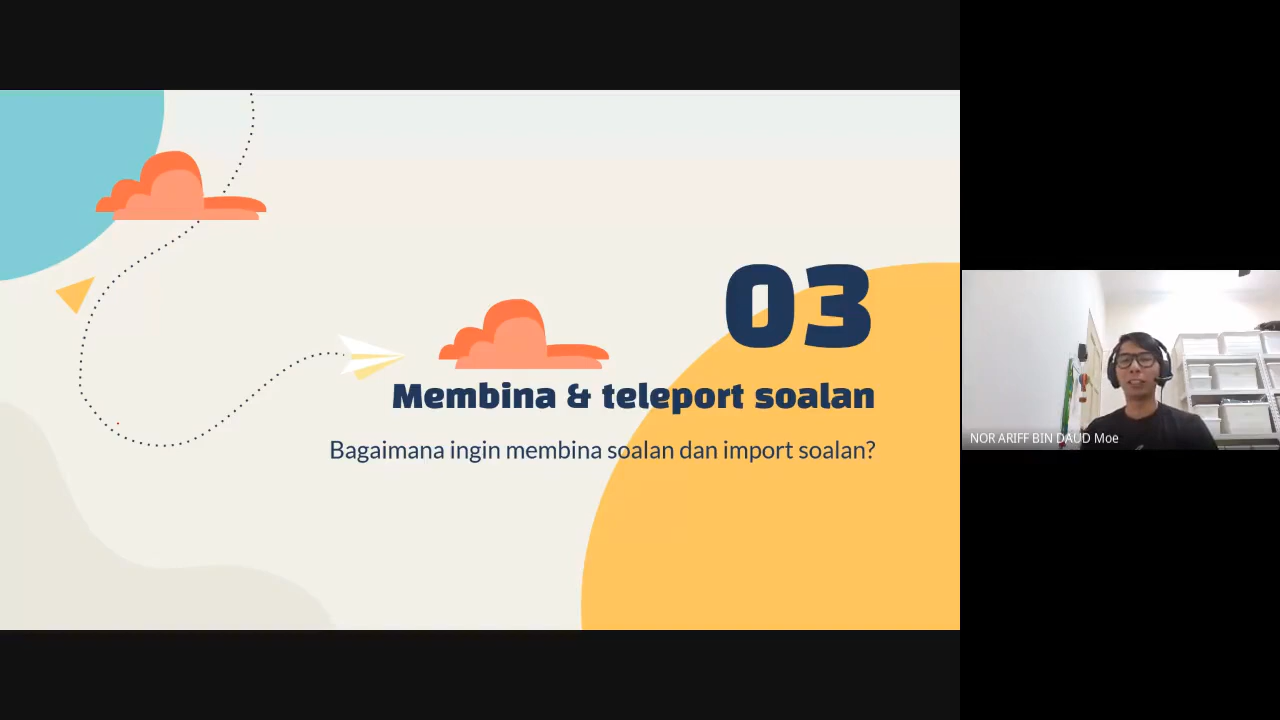 03
Membina & teleport soalan
Bagaimana ingin membina soalan dan import soalan?
NOR ARIFF BIN DAUD Moe